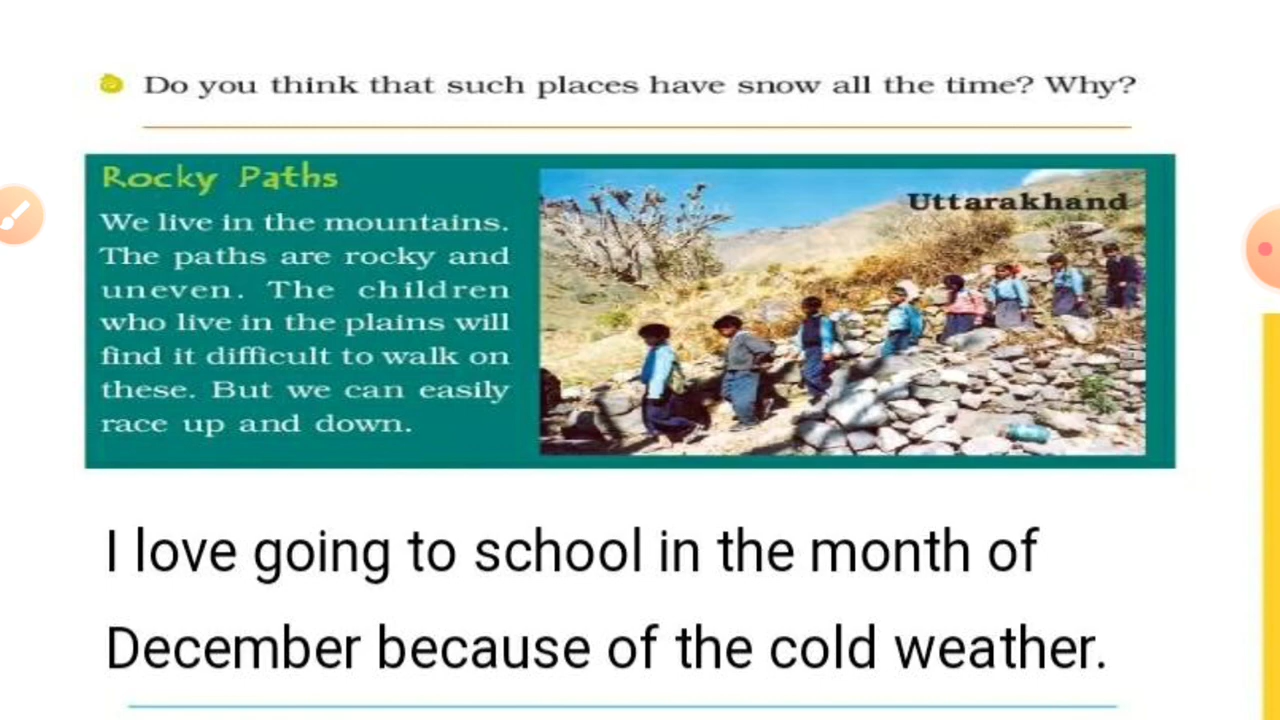 Do you think that such places have snow all the time? Why?
Rocky Paths
We live in the mountains.
The paths are rocky and
uneven. The children
who live in the plains will
find it difficult to walk on
these. But we can easily
race up and down.
Uttarakhand
I love going to school in the month of
December because of the cold weather.